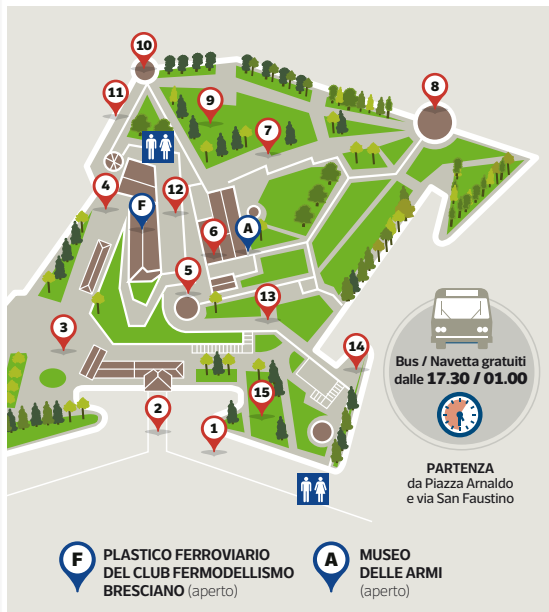 10
11
9
8
7
4
F
12
6
A
5
13
3
14
15
2
1
Bus / Navetta gratuiti
dalle 17.30 / 01.00
PARTENZA
da Piazza Arnaldo
e via San Faustino
F
PLASTICO FERROVIARIO
DEL CLUB FERMODELLISMO
BRESCIANO (aperto)
A
MUSEO
DELLE ARMI
(aperto)